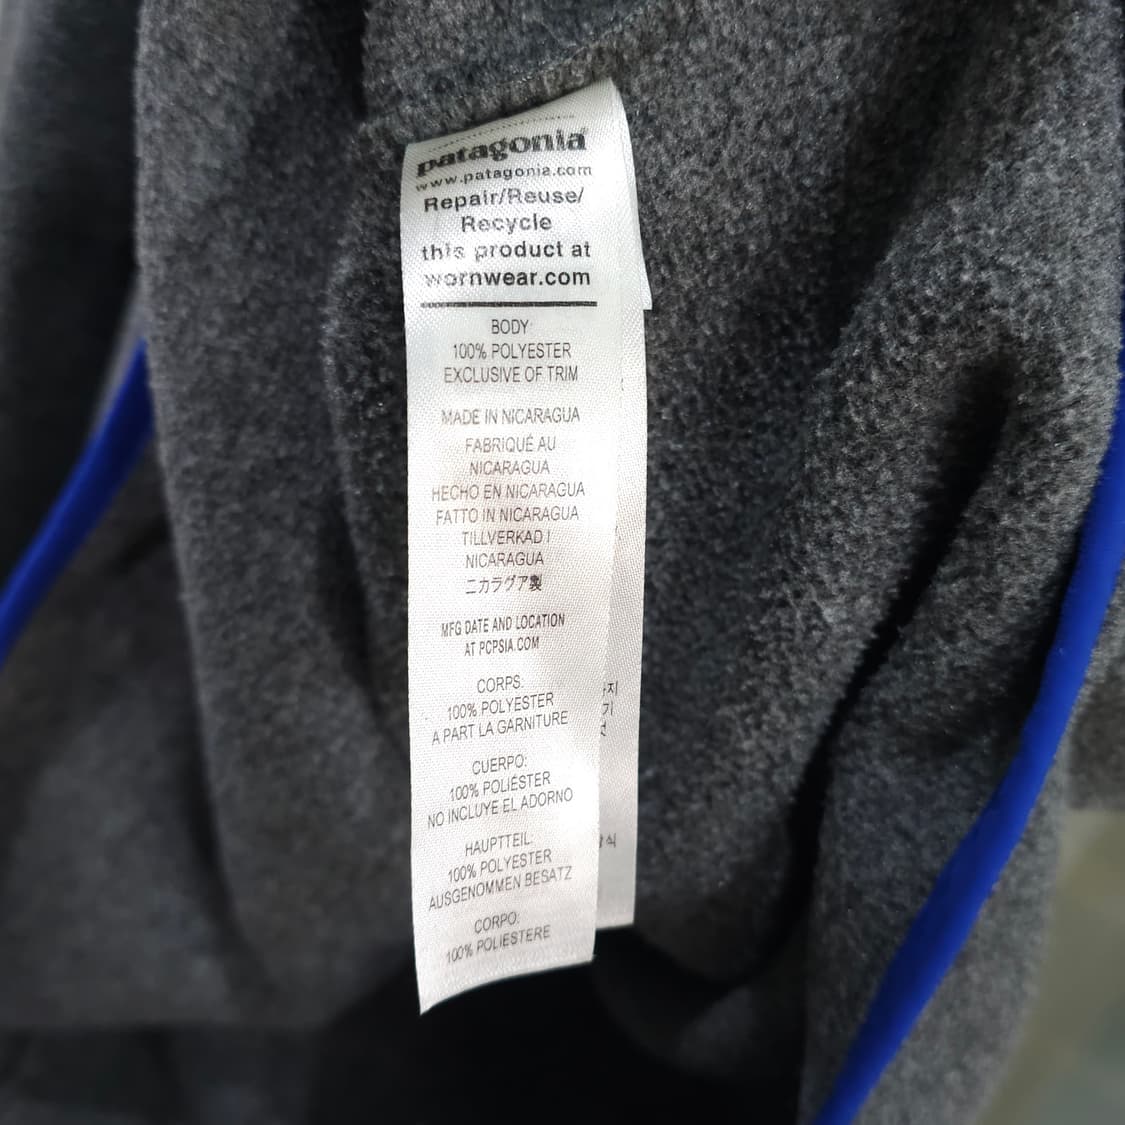 patagonia
www.patagonia.com
Repair/Reuse/
Recycle
this product at
wornwear.com
BODY:
100% POLYESTER
EXCLUSIVE OF TRIM
MADE IN NICARAGUA
FABRIQUÉ AU
NICARAGUA
HECHO EN NICARAGUA
FATTO IN NICARAGUA
TILLVERKAD I
NICARAGUA
ニカラグア製
MFG DATE AND LOCATION
AT PCPSIA.COM
CORPS:
100% POLYESTER
A PART LA GARNITURE
CUERPO:
100% POLIÉSTER
NO INCLUYE EL ADORNO
HAUPTTEIL:
100% POLYESTER
AUSGENOMMEN BESATZ
CORPO:
100% POLIESTERE